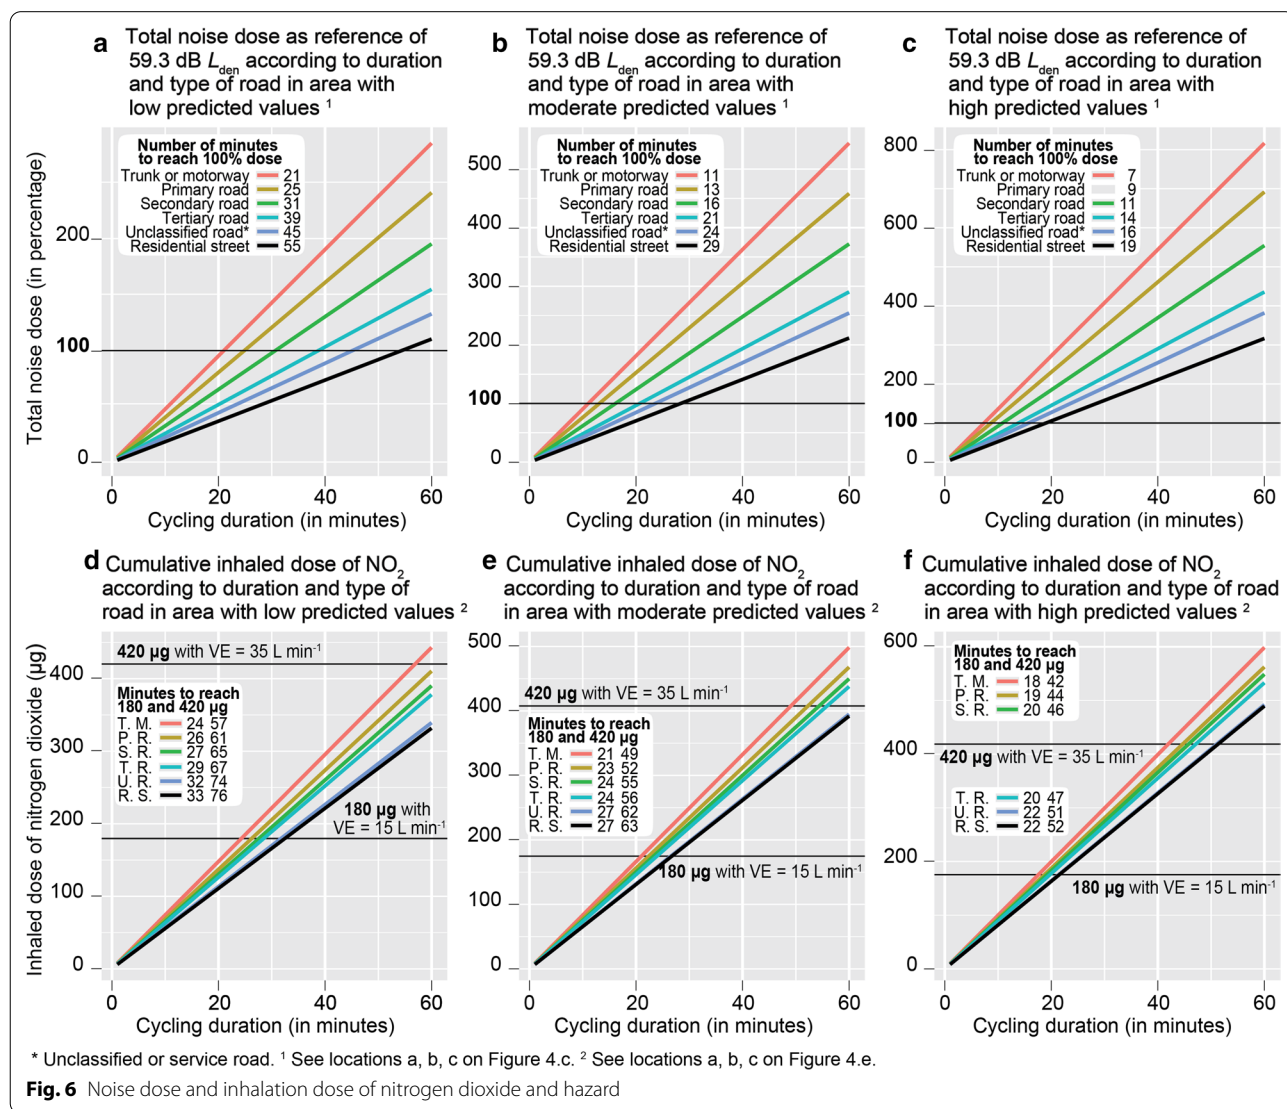 a Total noise dose as reference of
59.3 dB Lden according to duration
and type of road in area with
low predicted values ¹
Number of minutes
to reach 100% dose
Trunk or motorway 21
Primary road 25
Secondary road 31
Tertiary road 39
Unclassified road* 45
Residential street 55
Total noise dose (in percentage)
200
100
0
0 20 40 60
Cycling duration (in minutes)
b Total noise dose as reference of
59.3 dB Lden according to duration
and type of road in area with
moderate predicted values ¹
Number of minutes
to reach 100% dose
Trunk or motorway 11
Primary road 13
Secondary road 16
Tertiary road 21
Unclassified road* 24
Residential street 29
500
400
300
200
100
0
0 20 40 60
Cycling duration (in minutes)
c Total noise dose as reference of
59.3 dB Lden according to duration
and type of road in area with
high predicted values ¹
Number of minutes
to reach 100% dose
Trunk or motorway 7
Primary road 9
Secondary road 11
Tertiary road 14
Unclassified road* 16
Residential street 19
800
600
400
200
100
0
0 20 40 60
Cycling duration (in minutes)
d Cumulative inhaled dose of NO2
according to duration and type of
road in area with low predicted values ²
420 µg with VE = 35 L min-1
Minutes to reach
180 and 420 µg
T. M. 24 57
P. R. 26 61
S. R. 27 65
T. R. 29 67
U. R. 32 74
R. S. 33 76
180 µg with
VE = 15 L min-1
Inhaled dose of nitrogen dioxide (µg)
400
300
200
100
0
0 20 40 60
Cycling duration (in minutes)
e Cumulative inhaled dose of NO2
according to duration and type of road
in area with moderate predicted values ²
420 µg with VE = 35 L min-1
Minutes to reach
180 and 420 µg
T. M. 21 49
P. R. 23 52
S. R. 24 55
T. R. 24 56
U. R. 27 62
R. S. 27 63
180 µg with VE = 15 L min-1
500
400
300
200
100
0
0 20 40 60
Cycling duration (in minutes)
f Cumulative inhaled dose of NO2
according to duration and type of road
in area with high predicted values ²
Minutes to reach
180 and 420 µg
T. M. 18 42
P. R. 19 44
S. R. 20 46
420 µg with VE = 35 L min-1
T. R. 20 47
U. R. 22 51
R. S. 22 52
180 µg with VE = 15 L min-1
600
400
200
0
0 20 40 60
Cycling duration (in minutes)
* Unclassified or service road. ¹ See locations a, b, c on Figure 4.c. ² See locations a, b, c on Figure 4.e.
Fig. 6 Noise dose and inhalation dose of nitrogen dioxide and hazard